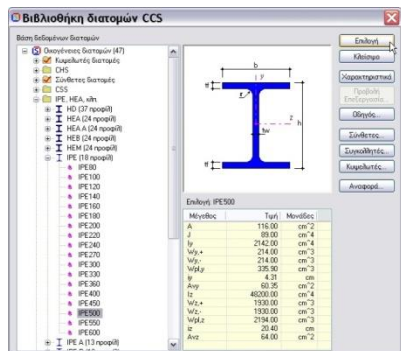 Βιβλιοθήκη διατομών CCS
Βάση δεδομένων διατομών
Οικογένειες διατομών (47)
Κυψελωτές διατομές
CHS
Σύνθετες διατομές
CSS
IPE, HEA, κλπ.
HD (37 προφίλ)
HEA (24 προφίλ)
HEA A (24 προφίλ)
HEB (24 προφίλ)
HEM (24 προφίλ)
IPE (18 προφίλ)
IPE80
IPE100
IPE120
IPE140
IPE160
IPE180
IPE200
IPE220
IPE240
IPE270
IPE300
IPE330
IPE360
IPE400
IPE450
IPE500
IPE550
IPE600
IPE A (13 προφίλ)
b
y
tf
r
z
h
tw
tf
Επιλογή: IPE500
Μέγεθος Τιμή Μονάδες
A 116.00 cm^2
J 89.00 cm^4
Iy 2142.00 cm^4
Wy,+ 214.00 cm^3
Wy,- 214.00 cm^3
Wpl,y 335.90 cm^3
iy 4.31 cm
Avy 60.35 cm^2
Iz 48200.00 cm^4
Wz,+ 1930.00 cm^3
Wz,- 1930.00 cm^3
Wpl,z 2194.00 cm^3
iz 20.40 cm
Avz 64.00 cm^2
Επιλογή
Κλείσιμο
Χαρακτηριστικά
Προβολή
Επεξεργασία...
Οδηγός...
Σύνθετες...
Συγκολλητές...
Κυψελωτές...
Αναφορά...